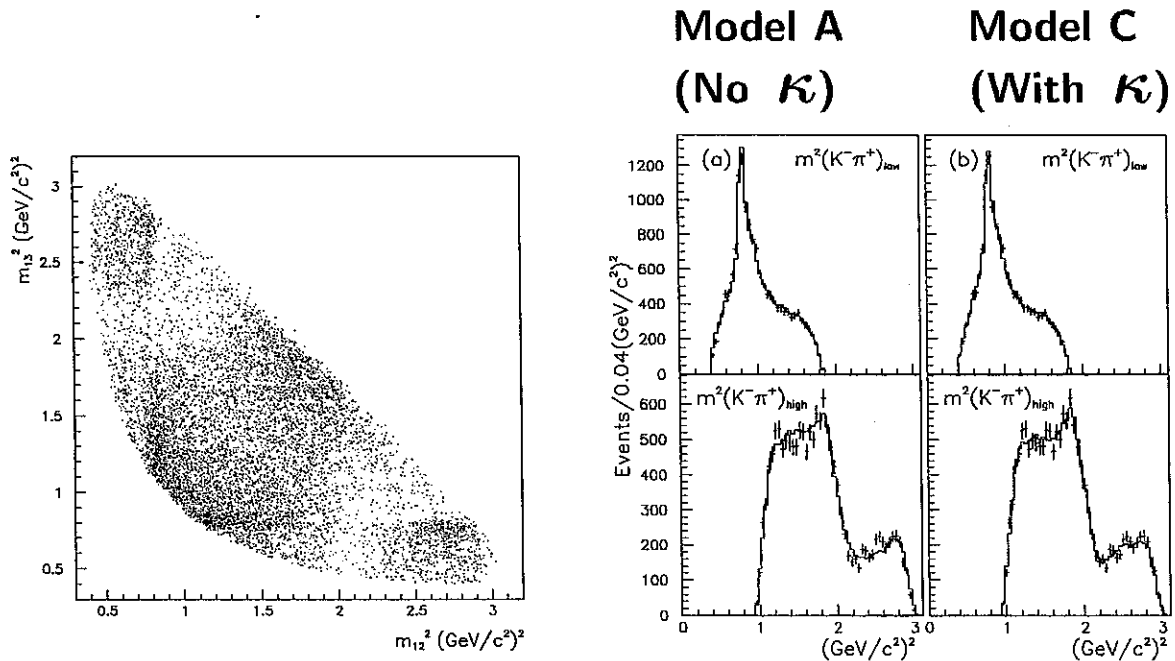 Model A
(No κ)
Model C
(With κ)
m₁₃² (GeV/c²)²
3
2.5
2
1.5
1
0.5
0.5 1 1.5 2 2.5 3
m₁₂² (GeV/c²)²
Events/0.04(GeV/c²)²
(a) m²(K⁻π⁺)low
1200
1000
800
600
400
200
0
(b) m²(K⁻π⁺)low
m²(K⁻π⁺)high
600
500
400
300
200
100
0
0 1 2 3
(GeV/c²)²
m²(K⁻π⁺)high
0 1 2 3
(GeV/c²)²